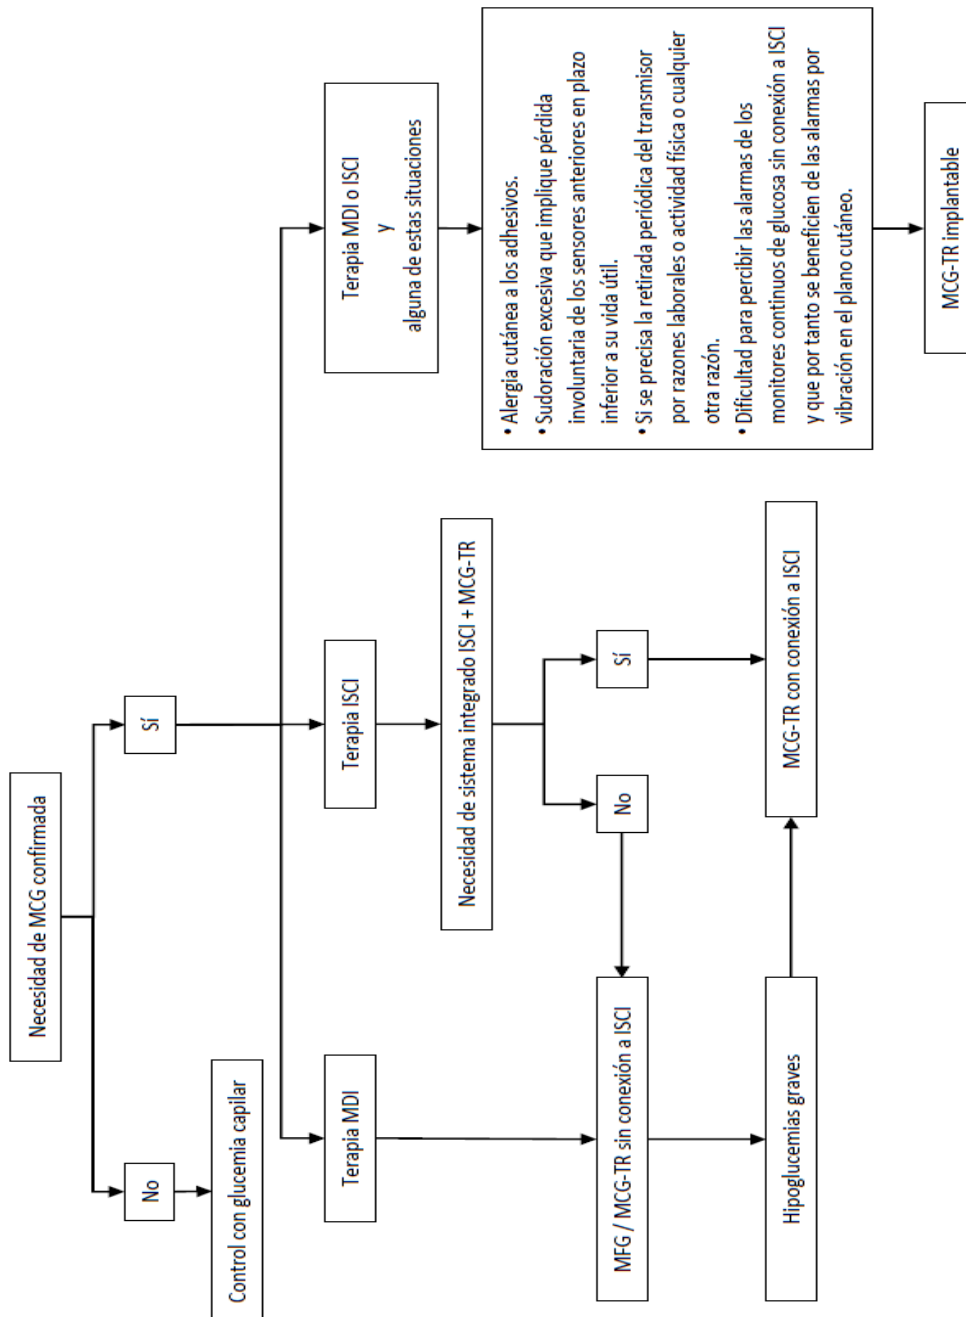 Necesidad de MCG confirmada
No
Sí
Control con glucemia capilar
Terapia MDI
Terapia ISCI
Terapia MDI o ISCI
y
alguna de estas situaciones
Necesidad de sistema integrado ISCI + MCG-TR
No
Sí
• Alergia cutánea a los adhesivos.
• Sudoración excesiva que implique pérdida
involuntaria de los sensores anteriores en plazo
inferior a su vida útil.
• Si se precisa la retirada periódica del transmisor
por razones laborales o actividad física o cualquier
otra razón.
• Dificultad para percibir las alarmas de los
monitores continuos de glucosa sin conexión a ISCI
y que por tanto se beneficien de las alarmas por
vibración en el plano cutáneo.
MFG / MCG-TR sin conexión a ISCI
Hipoglucemias graves
MCG-TR con conexión a ISCI
MCG-TR implantable